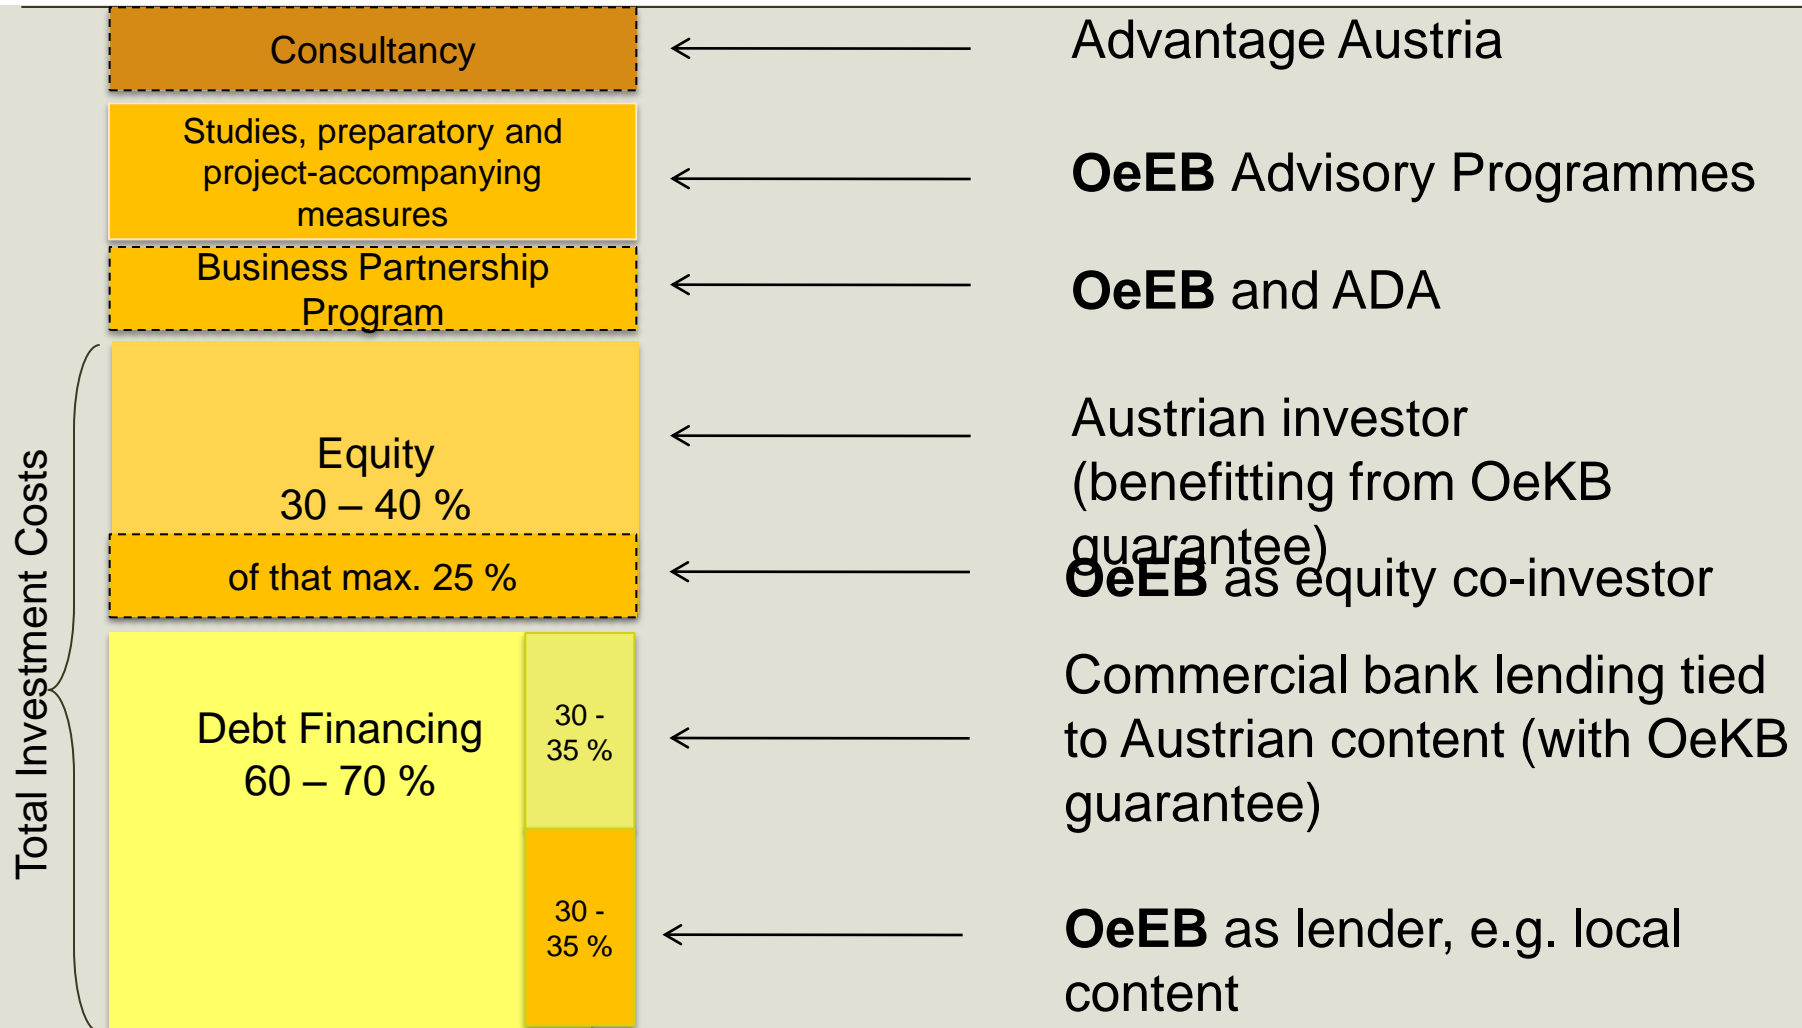 Consultancy
Advantage Austria
Studies, preparatory and
project-accompanying
measures
OeEB Advisory Programmes
Business Partnership
Program
OeEB and ADA
Total Investment Costs
Equity
30 – 40 %
Austrian investor
(benefitting from OeKB
guarantee)
of that max. 25 %
OeEB as equity co-investor
Debt Financing
60 – 70 %
30 -
35 %
Commercial bank lending tied
to Austrian content (with OeKB
guarantee)
30 -
35 %
OeEB as lender, e.g. local
content